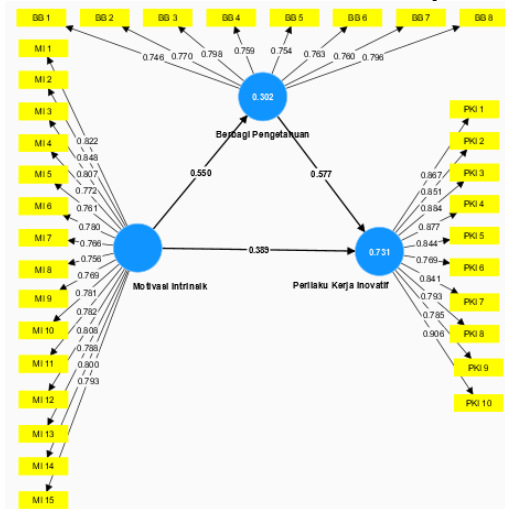 BB 1
BB 2
BB 3
BB 4
BB 5
BB 6
BB 7
BB 8
0.746
0.770
0.798
0.759
0.754
0.763
0.760
0.796
0.302
Berbagi Pengetahuan
MI 1
MI 2
MI 3
MI 4
MI 5
MI 6
MI 7
MI 8
MI 9
MI 10
MI 11
MI 12
MI 13
MI 14
MI 15
0.822
0.848
0.807
0.772
0.761
0.780
0.766
0.756
0.769
0.781
0.782
0.808
0.788
0.800
0.793
Motivasi Intrinsik
0.550
0.577
0.389
0.731
Perilaku Kerja Inovatif
0.867
0.851
0.884
0.877
0.844
0.769
0.841
0.793
0.785
0.906
PKI 1
PKI 2
PKI 3
PKI 4
PKI 5
PKI 6
PKI 7
PKI 8
PKI 9
PKI 10